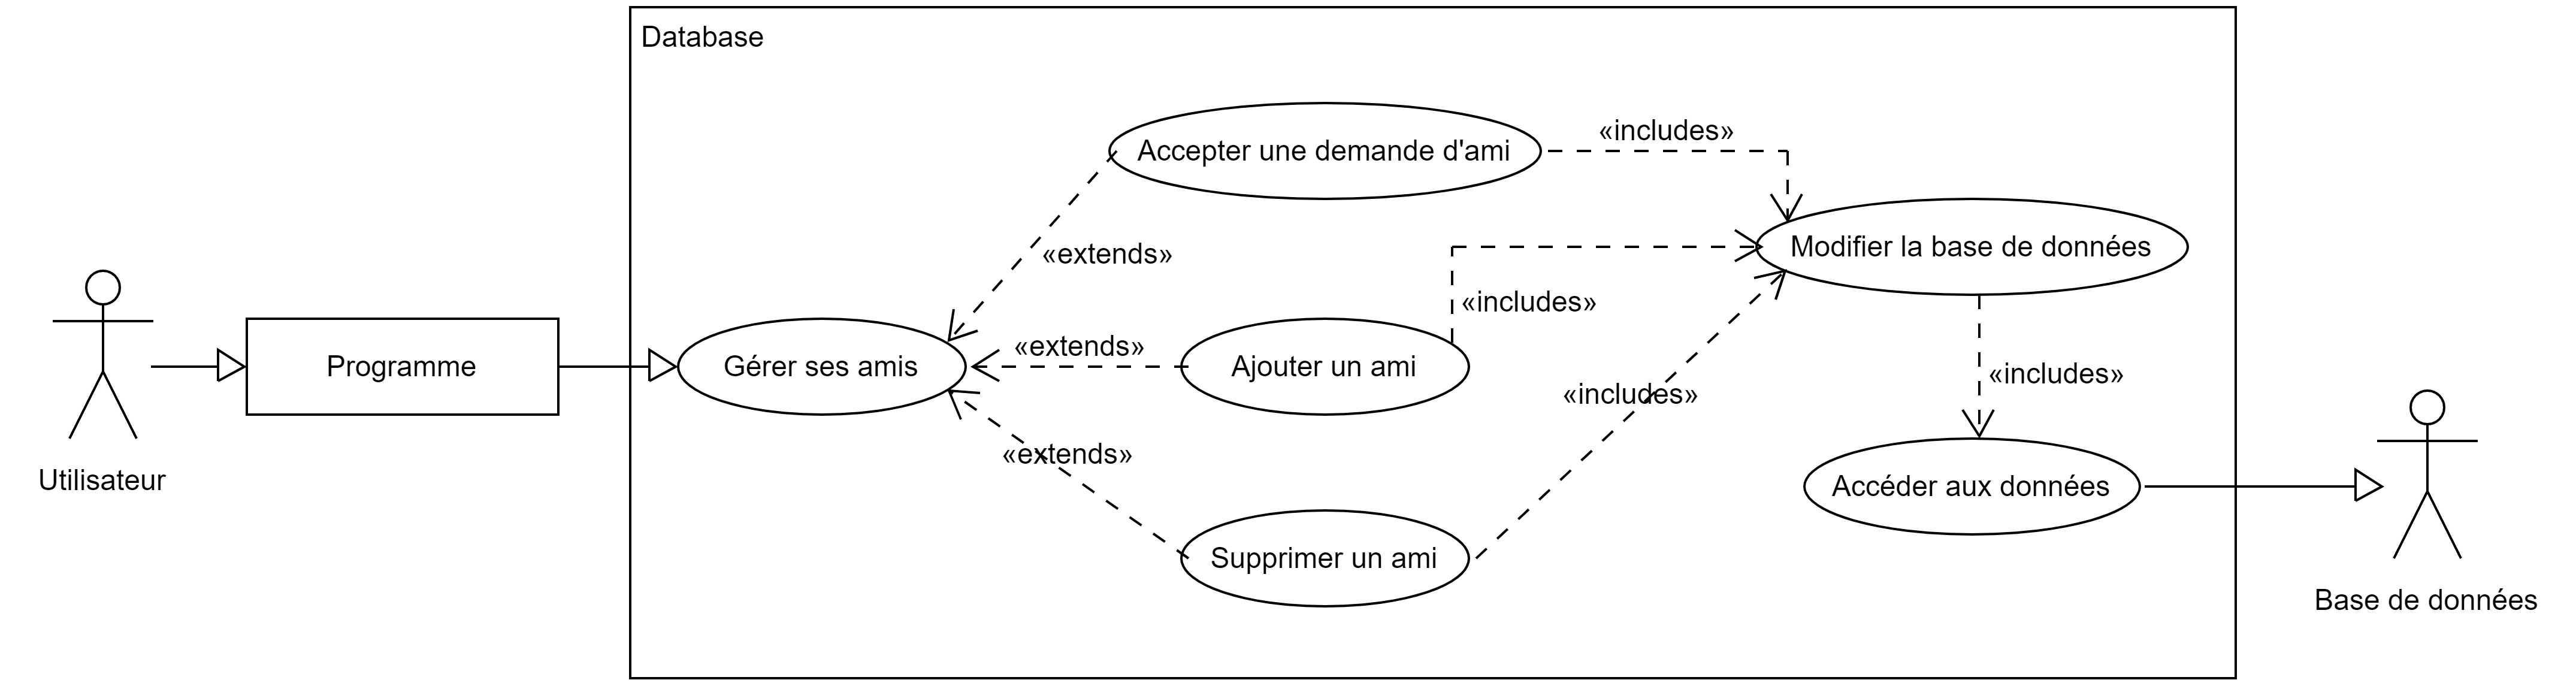 Database
Accepter une demande d'ami
«includes»
«extends»
Modifier la base de données
«includes»
Programme
Gérer ses amis
«extends»
Ajouter un ami
«includes»
«includes»
«extends»
Utilisateur
Accéder aux données
Supprimer un ami
Base de données